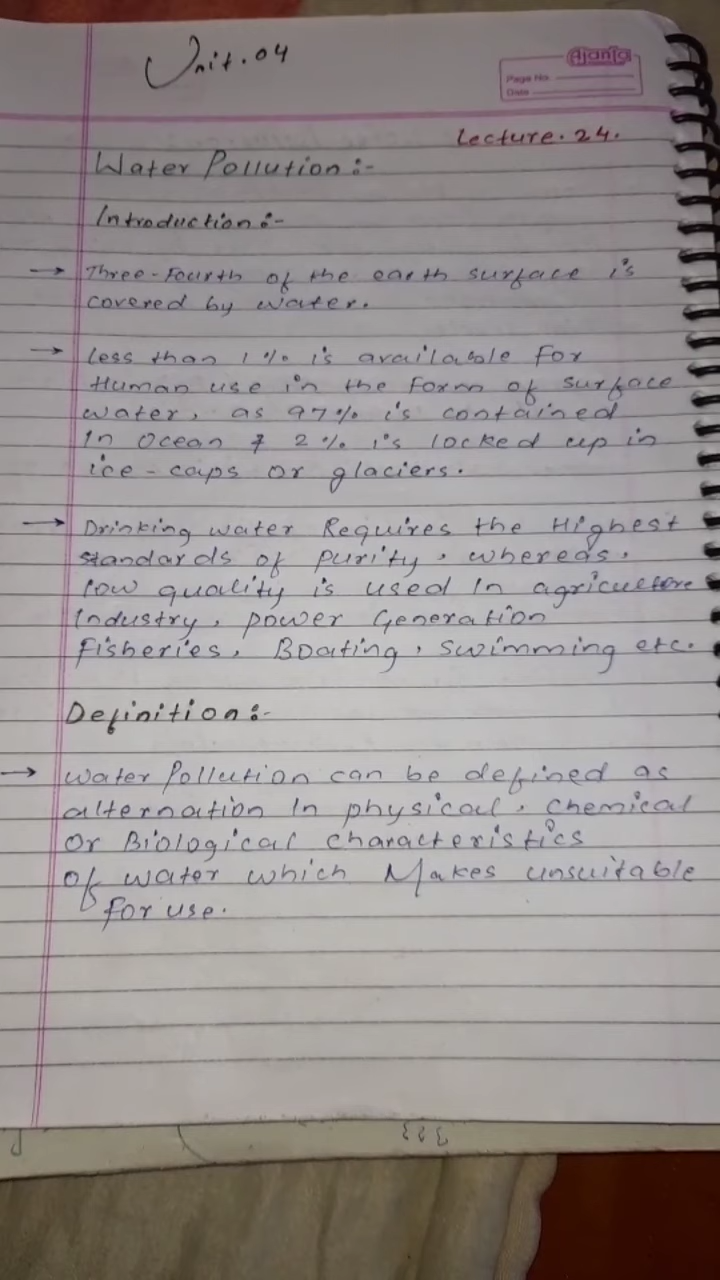 Unit. 04
Ajanta
Page No.
Date
Lecture. 24.
Water Pollution :-
Introduction :-
→ Three-Fourth of the earth surface is
covered by water.
→ less than 1% is available for
Human use in the form of surface
water, as 97% is contained
In Ocean & 2% is locked up in
ice-caps or glaciers.
→ Drinking water Requires the Highest
standards of purity, whereas,
low quality is used In agriculture
Industry, power Generation
Fisheries, Boating, swimming etc.
Definition :-
→ Water Pollution can be defined as
alternation In physical, Chemical
Or Biological characteristics
Of water which Makes unsuitable
for use.